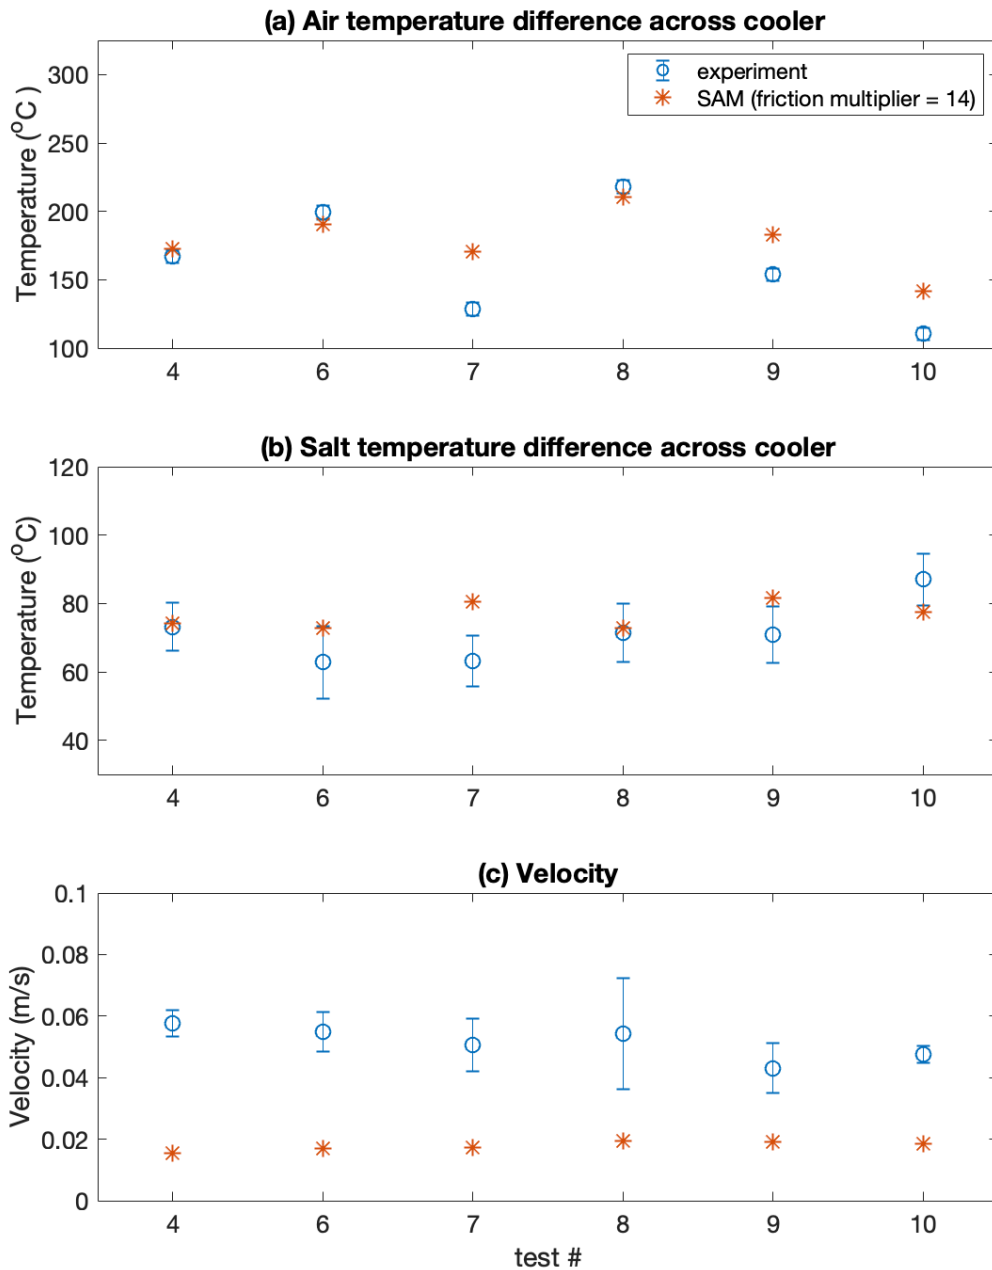 (a) Air temperature difference across cooler
Temperature (°C )
300
250
200
150
100
experiment
SAM (friction multiplier = 14)
4 6 7 8 9 10
(b) Salt temperature difference across cooler
Temperature (°C)
120
100
80
60
40
4 6 7 8 9 10
(c) Velocity
Velocity (m/s)
0.1
0.08
0.06
0.04
0.02
0
4 6 7 8 9 10
test #